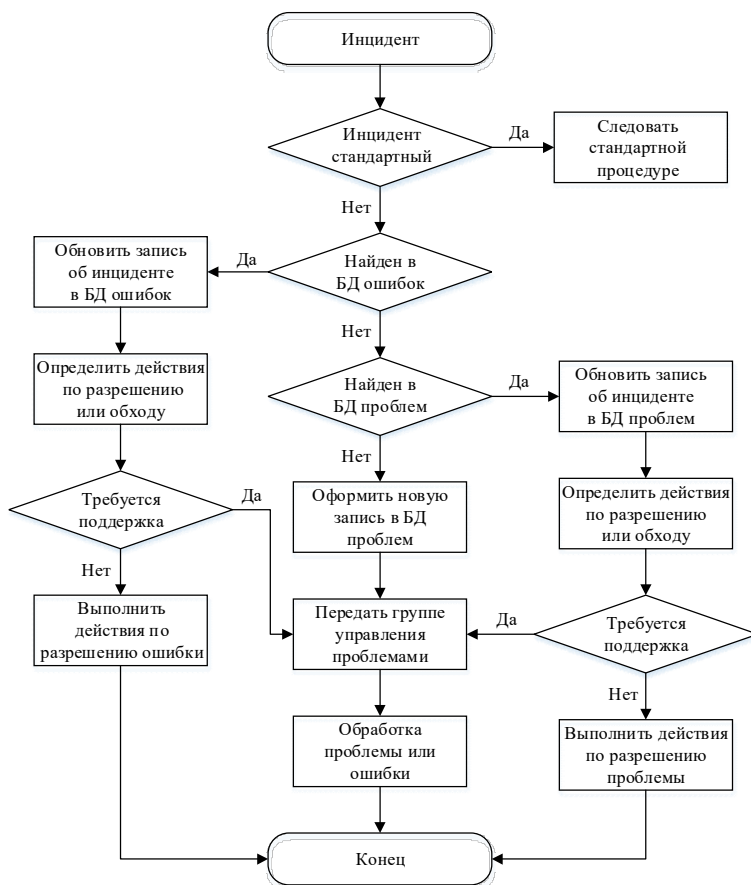 Инцидент
Инцидент
стандартный
Да
Следовать
стандартной
процедуре
Нет
Обновить запись
об инциденте
в БД ошибок
Да
Найден в
БД ошибок
Нет
Определить действия
по разрешению
или обходу
Найден в
БД проблем
Да
Обновить запись
об инциденте
в БД проблем
Нет
Требуется
поддержка
Да
Оформить новую
запись в БД
проблем
Определить действия
по разрешению
или обходу
Нет
Выполнить
действия по
разрешению ошибки
Передать группе
управления
проблемами
Да
Требуется
поддержка
Нет
Обработка
проблемы или
ошибки
Выполнить действия
по разрешению
проблемы
Конец